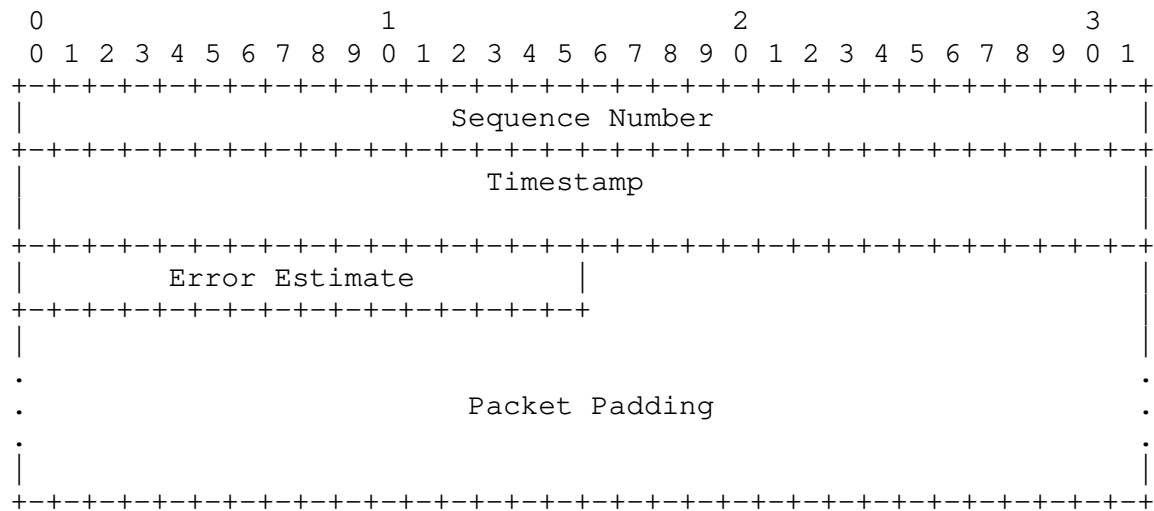 0 1 2 3
0 1 2 3 4 5 6 7 8 9 0 1 2 3 4 5 6 7 8 9 0 1 2 3 4 5 6 7 8 9 0 1
+-+-+-+-+-+-+-+-+-+-+-+-+-+-+-+-+-+-+-+-+-+-+-+-+-+-+-+-+-+-+-+-+
| Sequence Number |
+-+-+-+-+-+-+-+-+-+-+-+-+-+-+-+-+-+-+-+-+-+-+-+-+-+-+-+-+-+-+-+-+
| Timestamp |
| |
+-+-+-+-+-+-+-+-+-+-+-+-+-+-+-+-+-+-+-+-+-+-+-+-+-+-+-+-+-+-+-+-+
| Error Estimate | |
+-+-+-+-+-+-+-+-+-+-+-+-+-+-+-+-+ |
| |
. .
. Packet Padding .
. .
| |
+-+-+-+-+-+-+-+-+-+-+-+-+-+-+-+-+-+-+-+-+-+-+-+-+-+-+-+-+-+-+-+-+